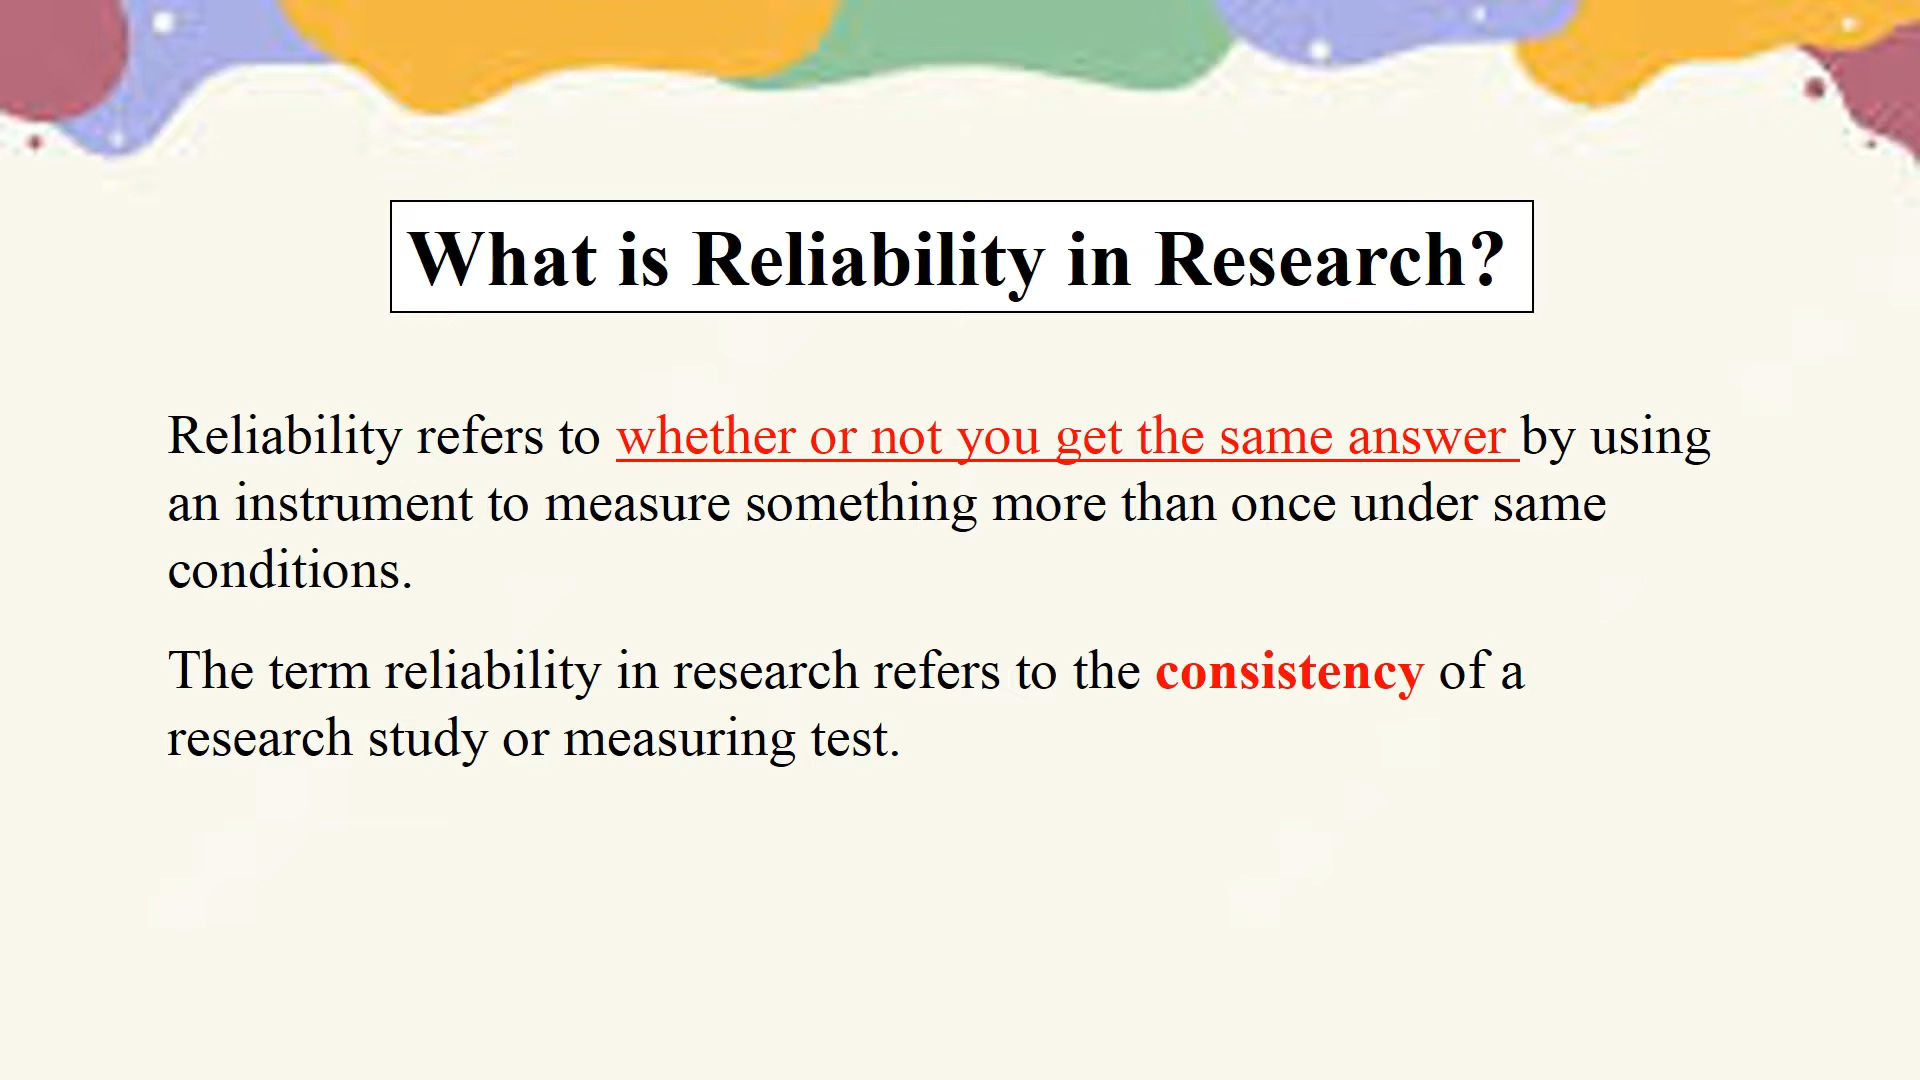 What is Reliability in Research?
Reliability refers to whether or not you get the same answer by using
an instrument to measure something more than once under same
conditions.
The term reliability in research refers to the consistency of a
research study or measuring test.